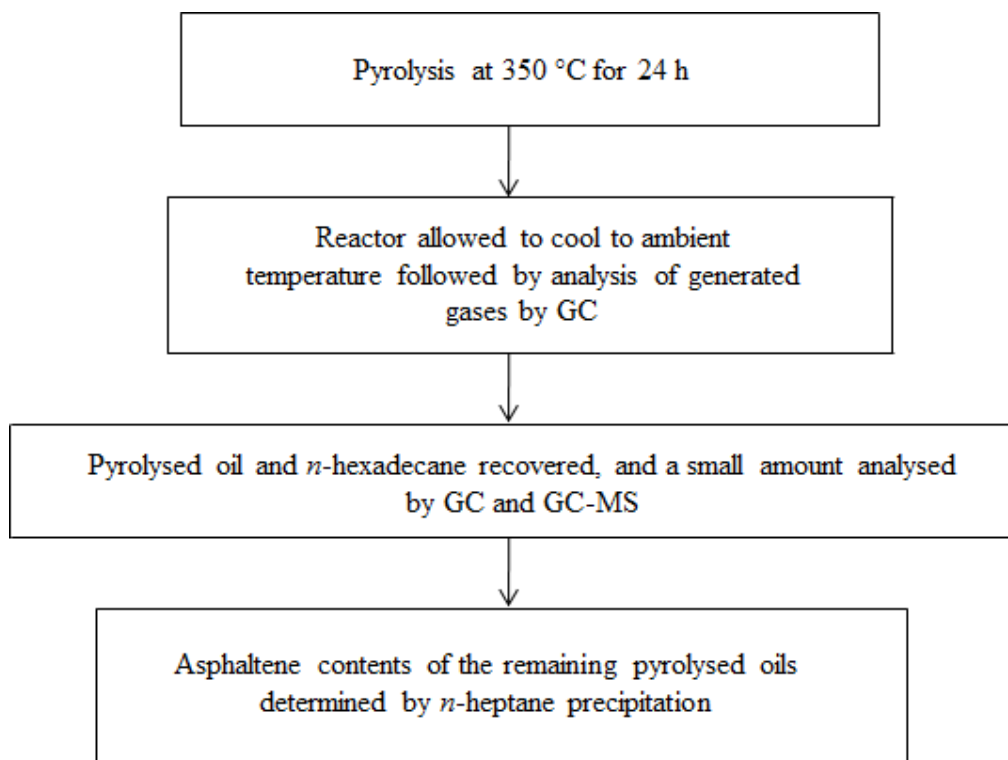 Pyrolysis at 350 °C for 24 h
Reactor allowed to cool to ambient
temperature followed by analysis of generated
gases by GC
Pyrolysed oil and n-hexadecane recovered, and a small amount analysed
by GC and GC-MS
Asphaltene contents of the remaining pyrolysed oils
determined by n-heptane precipitation